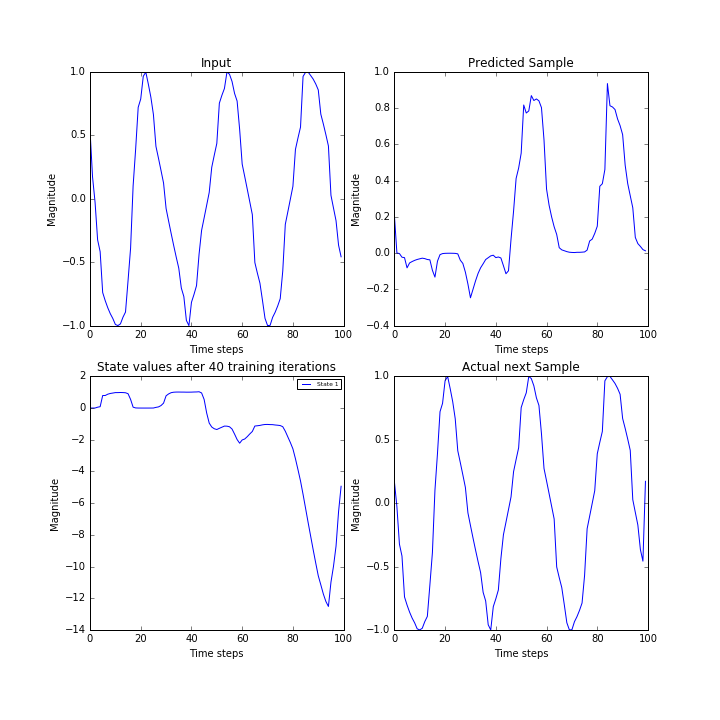 Input
Magnitude
1.0
0.5
0.0
−0.5
−1.0
0 20 40 60 80 100
Time steps
Predicted Sample
Magnitude
1.0
0.8
0.6
0.4
0.2
0.0
−0.2
−0.4
0 20 40 60 80 100
Time steps
State values after 40 training iterations
State 1
Magnitude
2
0
−2
−4
−6
−8
−10
−12
−14
0 20 40 60 80 100
Time steps
Actual next Sample
Magnitude
1.0
0.5
0.0
−0.5
−1.0
0 20 40 60 80 100
Time steps